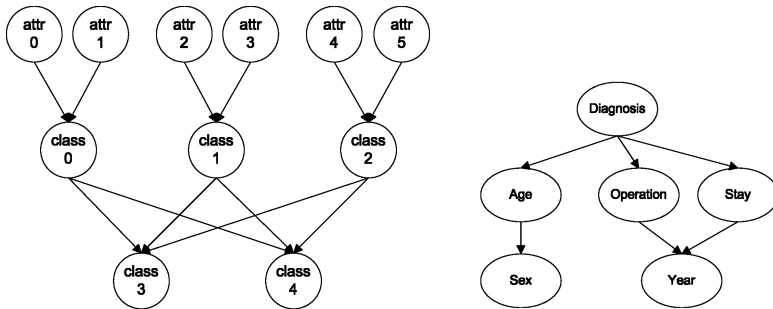 attr
0
attr
1
attr
2
attr
3
attr
4
attr
5
class
0
class
1
class
2
class
3
class
4
Diagnosis
Age
Operation
Stay
Sex
Year